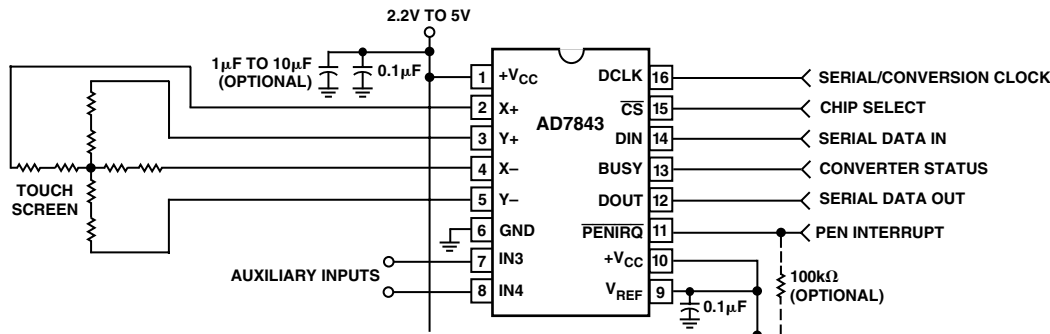 2.2V TO 5V
1μF TO 10μF
(OPTIONAL)
0.1μF
TOUCH
SCREEN
AUXILIARY INPUTS
AD7843
1 +VCC
2 X+
3 Y+
4 X–
5 Y–
6 GND
7 IN3
8 IN4
DCLK 16
CS 15
DIN 14
BUSY 13
DOUT 12
PENIRQ 11
+VCC 10
VREF 9
SERIAL/CONVERSION CLOCK
CHIP SELECT
SERIAL DATA IN
CONVERTER STATUS
SERIAL DATA OUT
PEN INTERRUPT
100kΩ
(OPTIONAL)
0.1μF